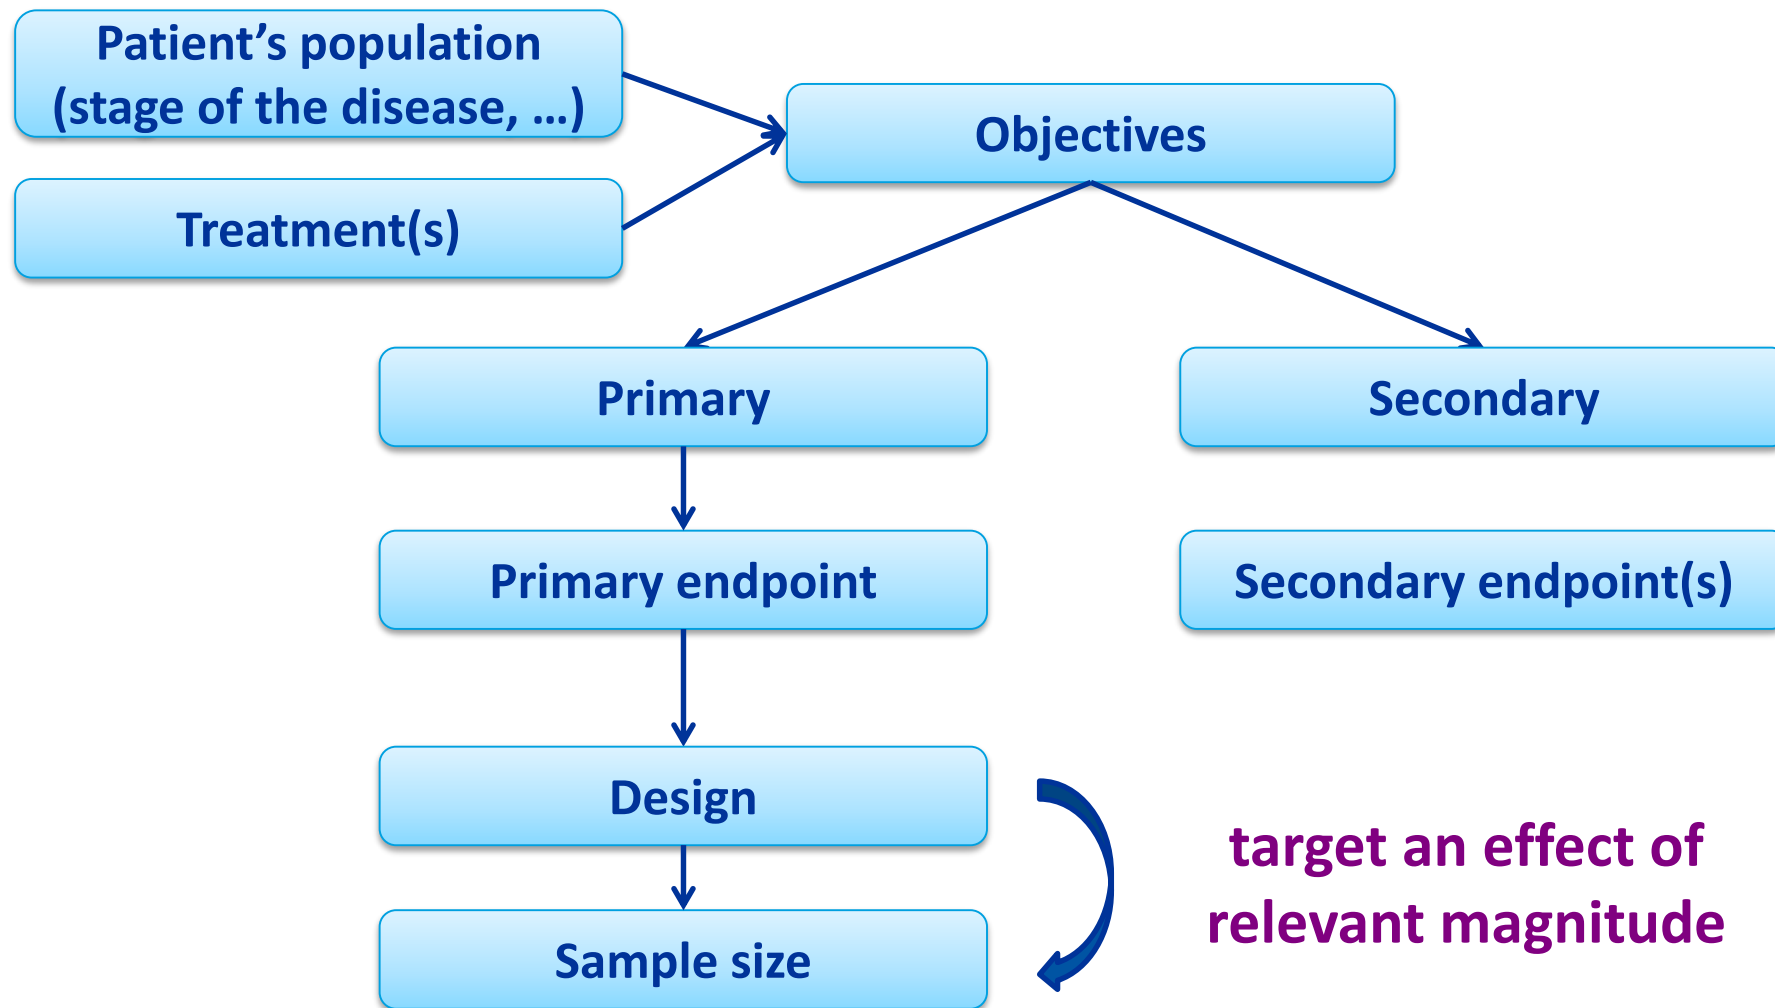 Patient’s population
(stage of the disease, ...)
Objectives
Treatment(s)
Primary
Secondary
Primary endpoint
Secondary endpoint(s)
Design
target an effect of
relevant magnitude
Sample size